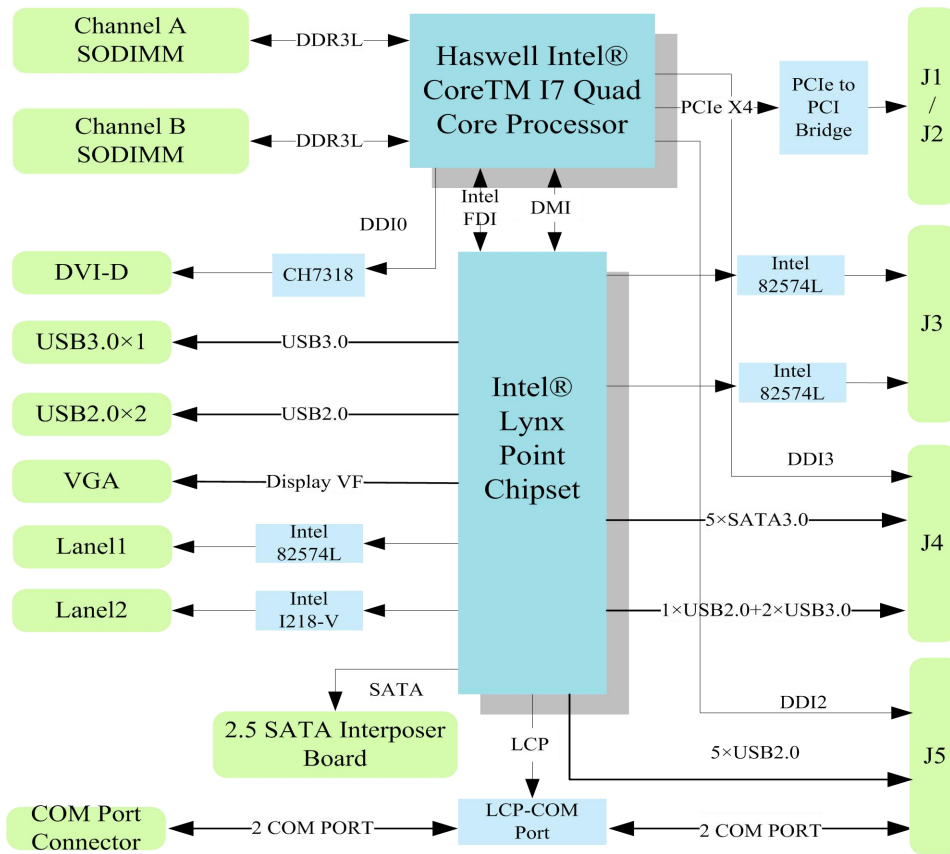 Channel A
SODIMM
DDR3L
Haswell Intel®
CoreTM I7 Quad
Core Processor
PCIe X4
PCIe to
PCI
Bridge
J1
/
J2
Channel B
SODIMM
DDR3L
Intel
FDI
DMI
DDI0
DVI-D
CH7318
Intel
82574L
J3
USB3.0×1
USB3.0
Intel®
Lynx
Point
Chipset
Intel
82574L
USB2.0×2
USB2.0
VGA
Display VF
DDI3
Lanel1
Intel
82574L
5×SATA3.0
J4
Lanel2
Intel
I218-V
1×USB2.0+2×USB3.0
SATA
2.5 SATA Interposer
Board
LCP
DDI2
5×USB2.0
J5
COM Port
Connector
2 COM PORT
LCP-COM
Port
2 COM PORT